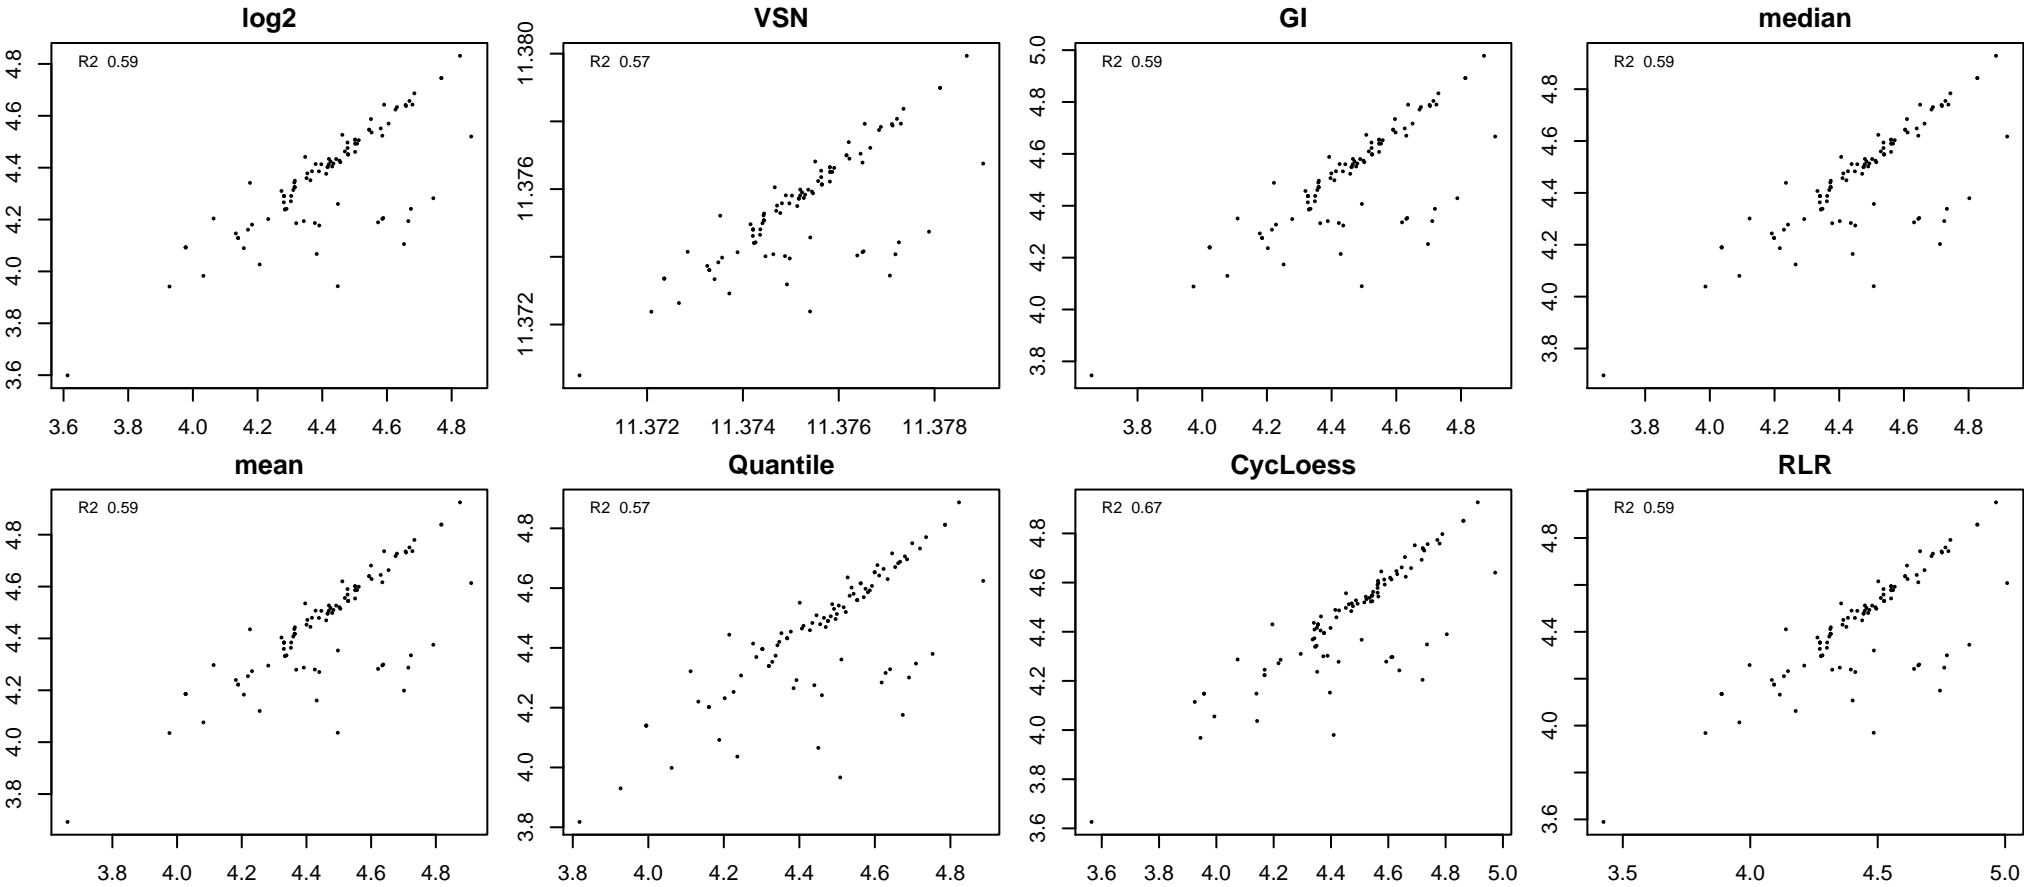 log2
R2 0.59
4.8
4.6
4.4
4.2
4.0
3.8
3.6
3.6 3.8 4.0 4.2 4.4 4.6 4.8
VSN
R2 0.57
11.380
11.376
11.372
11.372 11.374 11.376 11.378
GI
R2 0.59
5.0
4.8
4.6
4.4
4.2
4.0
3.8
3.8 4.0 4.2 4.4 4.6 4.8
median
R2 0.59
4.8
4.6
4.4
4.2
4.0
3.8
3.8 4.0 4.2 4.4 4.6 4.8
mean
R2 0.59
4.8
4.6
4.4
4.2
4.0
3.8
3.8 4.0 4.2 4.4 4.6 4.8
Quantile
R2 0.57
4.8
4.6
4.4
4.2
4.0
3.8
3.8 4.0 4.2 4.4 4.6 4.8
CycLoess
R2 0.67
4.8
4.6
4.4
4.2
4.0
3.8
3.6
3.6 3.8 4.0 4.2 4.4 4.6 4.8 5.0
RLR
R2 0.59
4.8
4.4
4.0
3.6
3.5 4.0 4.5 5.0